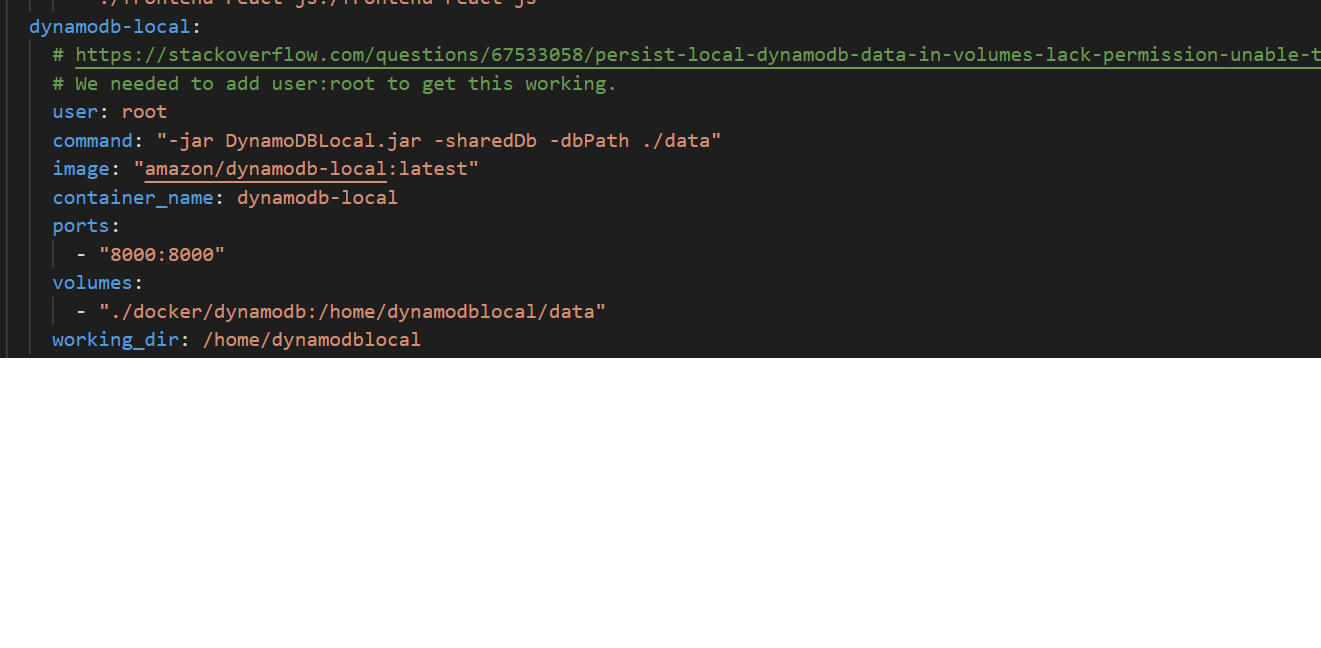 dynamodb-local:
# https://stackoverflow.com/questions/67533058/persist-local-dynamodb-data-in-volumes-lack-permission-unable-t
# We needed to add user:root to get this working.
user: root
command: "-jar DynamoDBLocal.jar -sharedDb -dbPath ./data"
image: "amazon/dynamodb-local:latest"
container_name: dynamodb-local
ports:
- "8000:8000"
volumes:
- "./docker/dynamodb:/home/dynamodblocal/data"
working_dir: /home/dynamodblocal